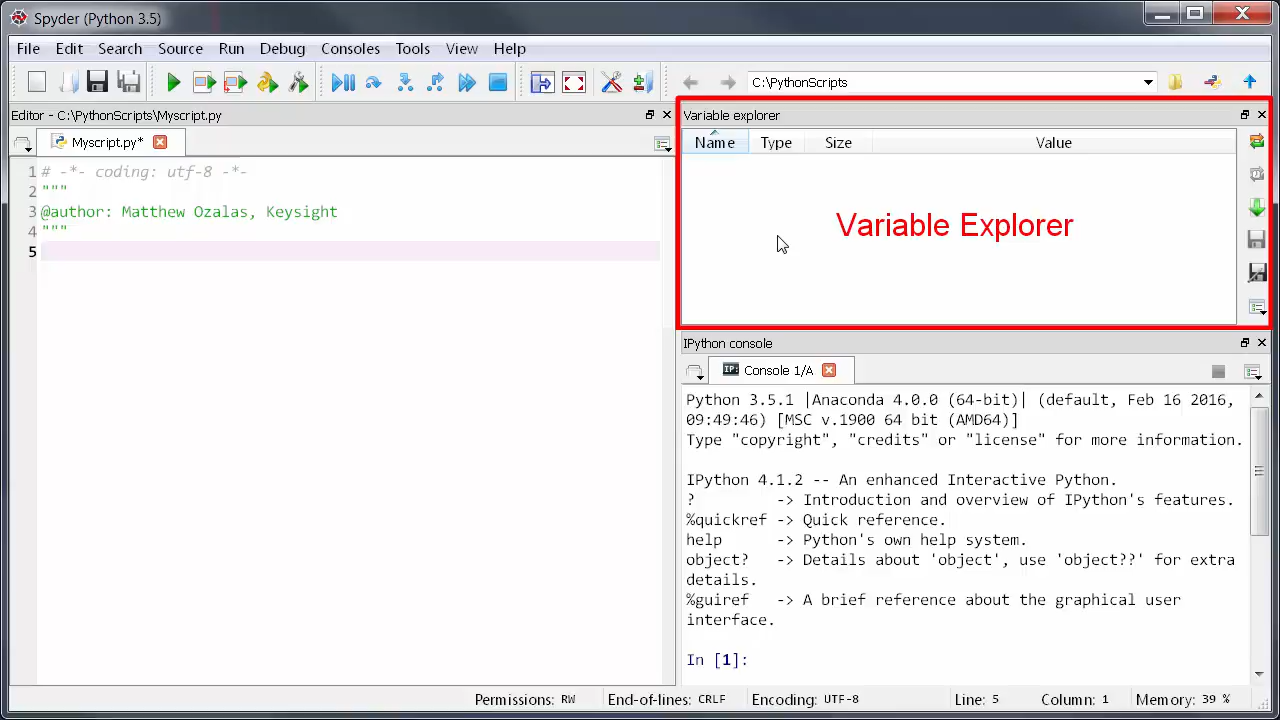 Spyder (Python 3.5)
File Edit Search Source Run Debug Consoles Tools View Help
C:\PythonScripts
Editor - C:\PythonScripts\Myscript.py
Myscript.py*
1 # -*- coding: utf-8 -*-
2 """
3 @author: Matthew Ozalas, Keysight
4 """
5
Variable explorer
Name Type Size Value
Variable Explorer
IPython console
IP: Console 1/A
Python 3.5.1 |Anaconda 4.0.0 (64-bit)| (default, Feb 16 2016,
09:49:46) [MSC v.1900 64 bit (AMD64)]
Type "copyright", "credits" or "license" for more information.
IPython 4.1.2 -- An enhanced Interactive Python.
? -> Introduction and overview of IPython's features.
%quickref -> Quick reference.
help -> Python's own help system.
object? -> Details about 'object', use 'object??' for extra
details.
%guiref -> A brief reference about the graphical user
interface.
In [1]:
Permissions: RW End-of-lines: CRLF Encoding: UTF-8 Line: 5 Column: 1 Memory: 39 %